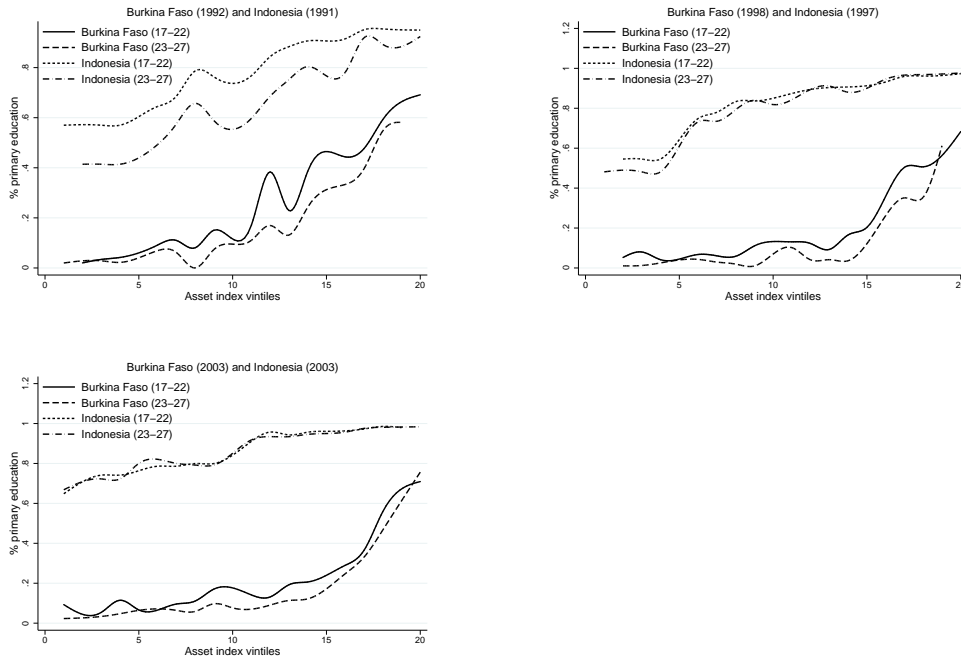 Burkina Faso (1992) and Indonesia (1991)
Burkina Faso (17–22)
Burkina Faso (23–27)
Indonesia (17–22)
Indonesia (23–27)
% primary education
0 .2 .4 .6 .8
0 5 10 15 20
Asset index vintiles
Burkina Faso (1998) and Indonesia (1997)
Burkina Faso (17–22)
Burkina Faso (23–27)
Indonesia (17–22)
Indonesia (23–27)
% primary education
0 .2 .4 .6 .8 1 1.2
0 5 10 15 20
Asset index vintiles
Burkina Faso (2003) and Indonesia (2003)
Burkina Faso (17–22)
Burkina Faso (23–27)
Indonesia (17–22)
Indonesia (23–27)
% primary education
0 .2 .4 .6 .8 1 1.2
0 5 10 15 20
Asset index vintiles